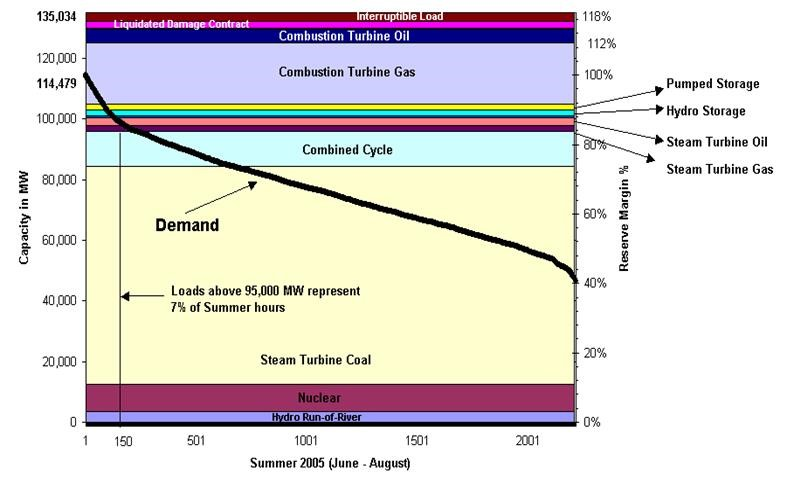 135,034
120,000
114,479
100,000
80,000
60,000
40,000
20,000
0
Capacity in MW
Interruptible Load
Liquidated Damage Contract
Combustion Turbine Oil
Combustion Turbine Gas
Combined Cycle
Demand
Loads above 95,000 MW represent
7% of Summer hours
Steam Turbine Coal
Nuclear
Hydro Run-of-River
118%
112%
100%
80%
60%
40%
20%
0%
Reserve Margin %
Pumped Storage
Hydro Storage
Steam Turbine Oil
Steam Turbine Gas
1
150
501
1001
1501
2001
Summer 2005 (June - August)